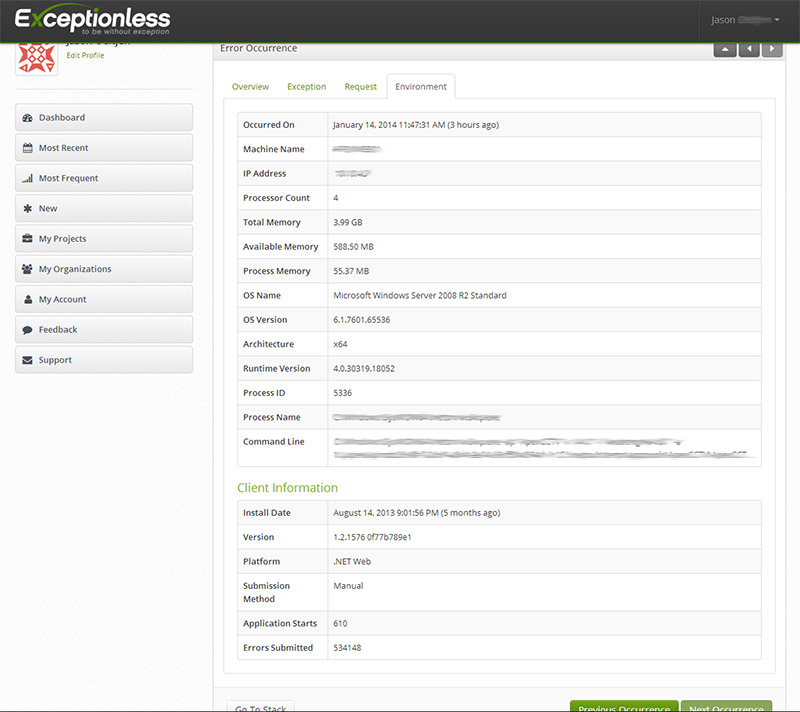 Exceptionless
to be without exception
Jason
Edit Profile
Dashboard
Most Recent
Most Frequent
New
My Projects
My Organizations
My Account
Feedback
Support
Error Occurrence
Overview Exception Request Environment
Occurred On January 14, 2014 11:47:31 AM (3 hours ago)
Machine Name
IP Address
Processor Count 4
Total Memory 3.99 GB
Available Memory 588.50 MB
Process Memory 55.37 MB
OS Name Microsoft Windows Server 2008 R2 Standard
OS Version 6.1.7601.65536
Architecture x64
Runtime Version 4.0.30319.18052
Process ID 5336
Process Name
Command Line
Client Information
Install Date August 14, 2013 9:01:56 PM (5 months ago)
Version 1.2.1576 0f77b789e1
Platform .NET Web
Submission Manual
Method
Application Starts 610
Errors Submitted 534148
Go To Stack Previous Occurrence Next Occurrence